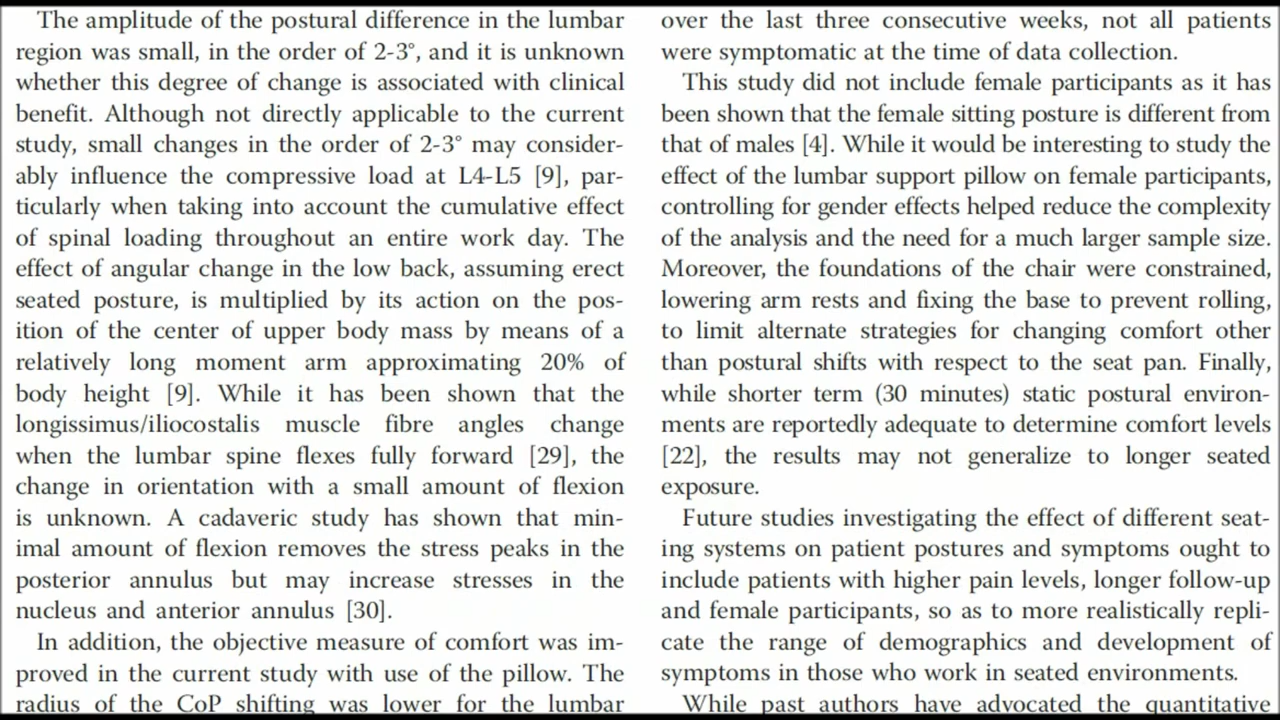 The amplitude of the postural difference in the lumbar
region was small, in the order of 2-3°, and it is unknown
whether this degree of change is associated with clinical
benefit. Although not directly applicable to the current
study, small changes in the order of 2-3° may consider-
ably influence the compressive load at L4-L5 [9], par-
ticularly when taking into account the cumulative effect
of spinal loading throughout an entire work day. The
effect of angular change in the low back, assuming erect
seated posture, is multiplied by its action on the pos-
ition of the center of upper body mass by means of a
relatively long moment arm approximating 20% of
body height [9]. While it has been shown that the
longissimus/iliocostalis muscle fibre angles change
when the lumbar spine flexes fully forward [29], the
change in orientation with a small amount of flexion
is unknown. A cadaveric study has shown that min-
imal amount of flexion removes the stress peaks in the
posterior annulus but may increase stresses in the
nucleus and anterior annulus [30].
In addition, the objective measure of comfort was im-
proved in the current study with use of the pillow. The
radius of the CoP shifting was lower for the lumbar
over the last three consecutive weeks, not all patients
were symptomatic at the time of data collection.
This study did not include female participants as it has
been shown that the female sitting posture is different from
that of males [4]. While it would be interesting to study the
effect of the lumbar support pillow on female participants,
controlling for gender effects helped reduce the complexity
of the analysis and the need for a much larger sample size.
Moreover, the foundations of the chair were constrained,
lowering arm rests and fixing the base to prevent rolling,
to limit alternate strategies for changing comfort other
than postural shifts with respect to the seat pan. Finally,
while shorter term (30 minutes) static postural environ-
ments are reportedly adequate to determine comfort levels
[22], the results may not generalize to longer seated
exposure.
Future studies investigating the effect of different seat-
ing systems on patient postures and symptoms ought to
include patients with higher pain levels, longer follow-up
and female participants, so as to more realistically repli-
cate the range of demographics and development of
symptoms in those who work in seated environments.
While past authors have advocated the quantitative